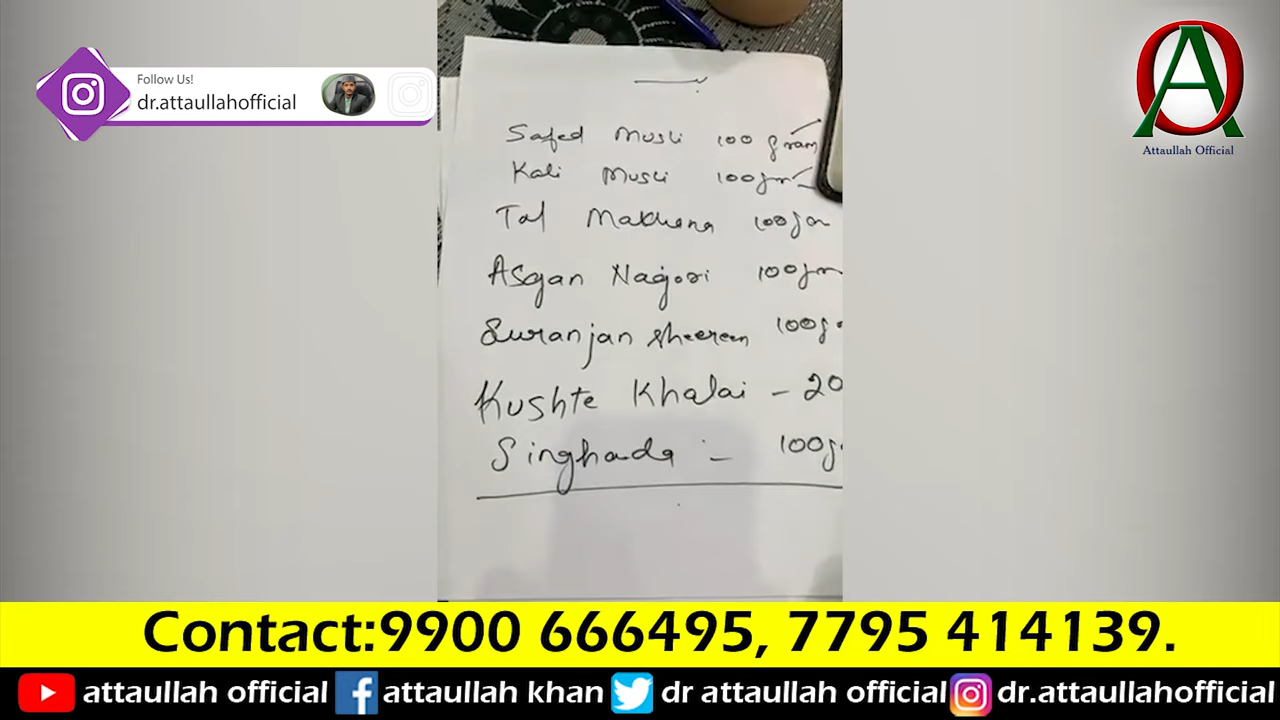 Follow Us!
dr.attaullahofficial
Attaullah Official
Safed Musli 100 gram
Kali Musli 100gm
Tal Makhana 100gm
Asgan Nagori 100gm
Suranjan sheereen 100g
Kushte Khalai - 20
Singhada :- 100g
Contact:9900 666495, 7795 414139.
attaullah official attaullah khan dr attaullah official dr.attaullahofficial